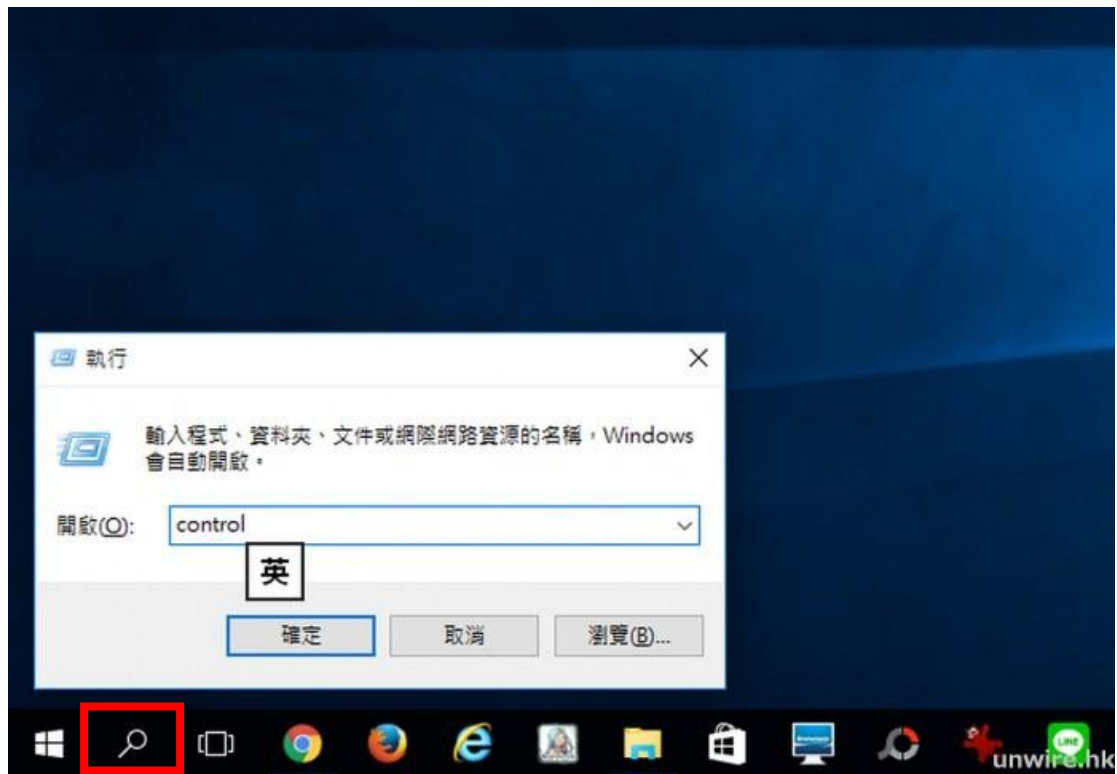 執行
輸入程式、資料夾、文件或網際網路資源的名稱，Windows
會自動開啟。
開啟(O):
control
英
確定
取消
瀏覽(B)...
LINE
unwire.hk